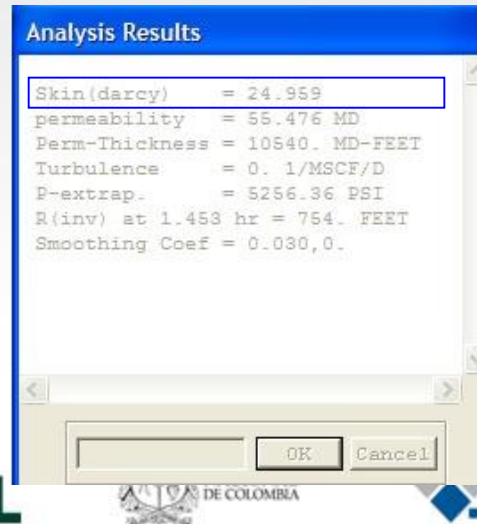 Analysis Results
Skin(darcy) = 24.959
permeability = 55.476 MD
Perm-Thickness = 10540. MD-FEET
Turbulence = 0. 1/MSCF/D
P-extrap. = 5256.36 PSI
R(inv) at 1.453 hr = 754. FEET
Smoothing Coef = 0.030,0.
OK Cancel
L DE COLOMBIA